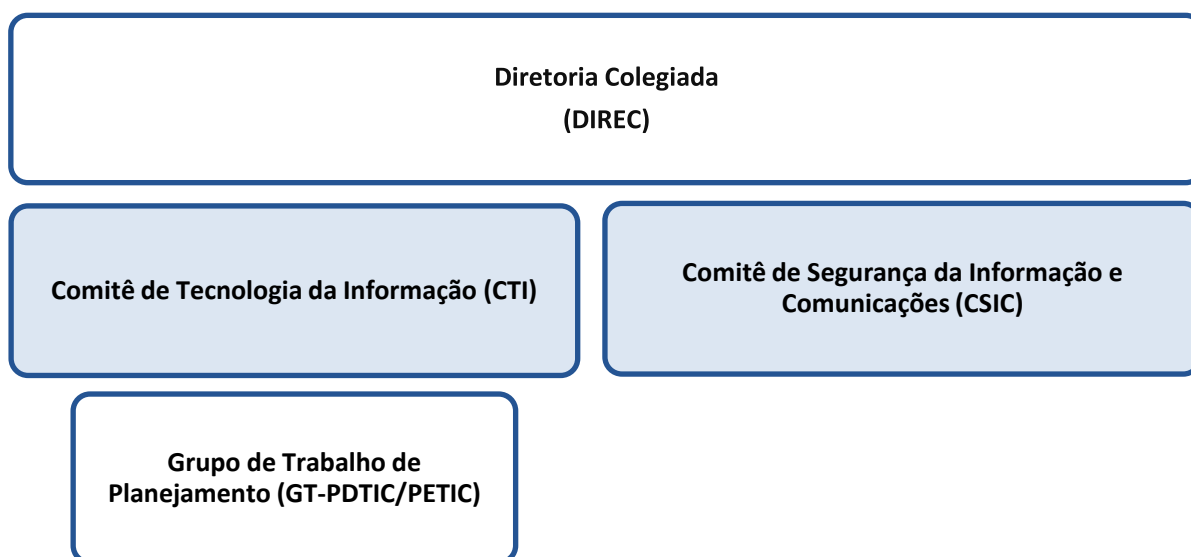 Diretoria Colegiada
(DIREC)
Comitê de Tecnologia da Informação (CTI)
Comitê de Segurança da Informação e
Comunicações (CSIC)
Grupo de Trabalho de
Planejamento (GT-PDTIC/PETIC)